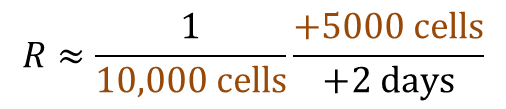 R ≈ 1 / 10,000 cells +5000 cells / +2 days